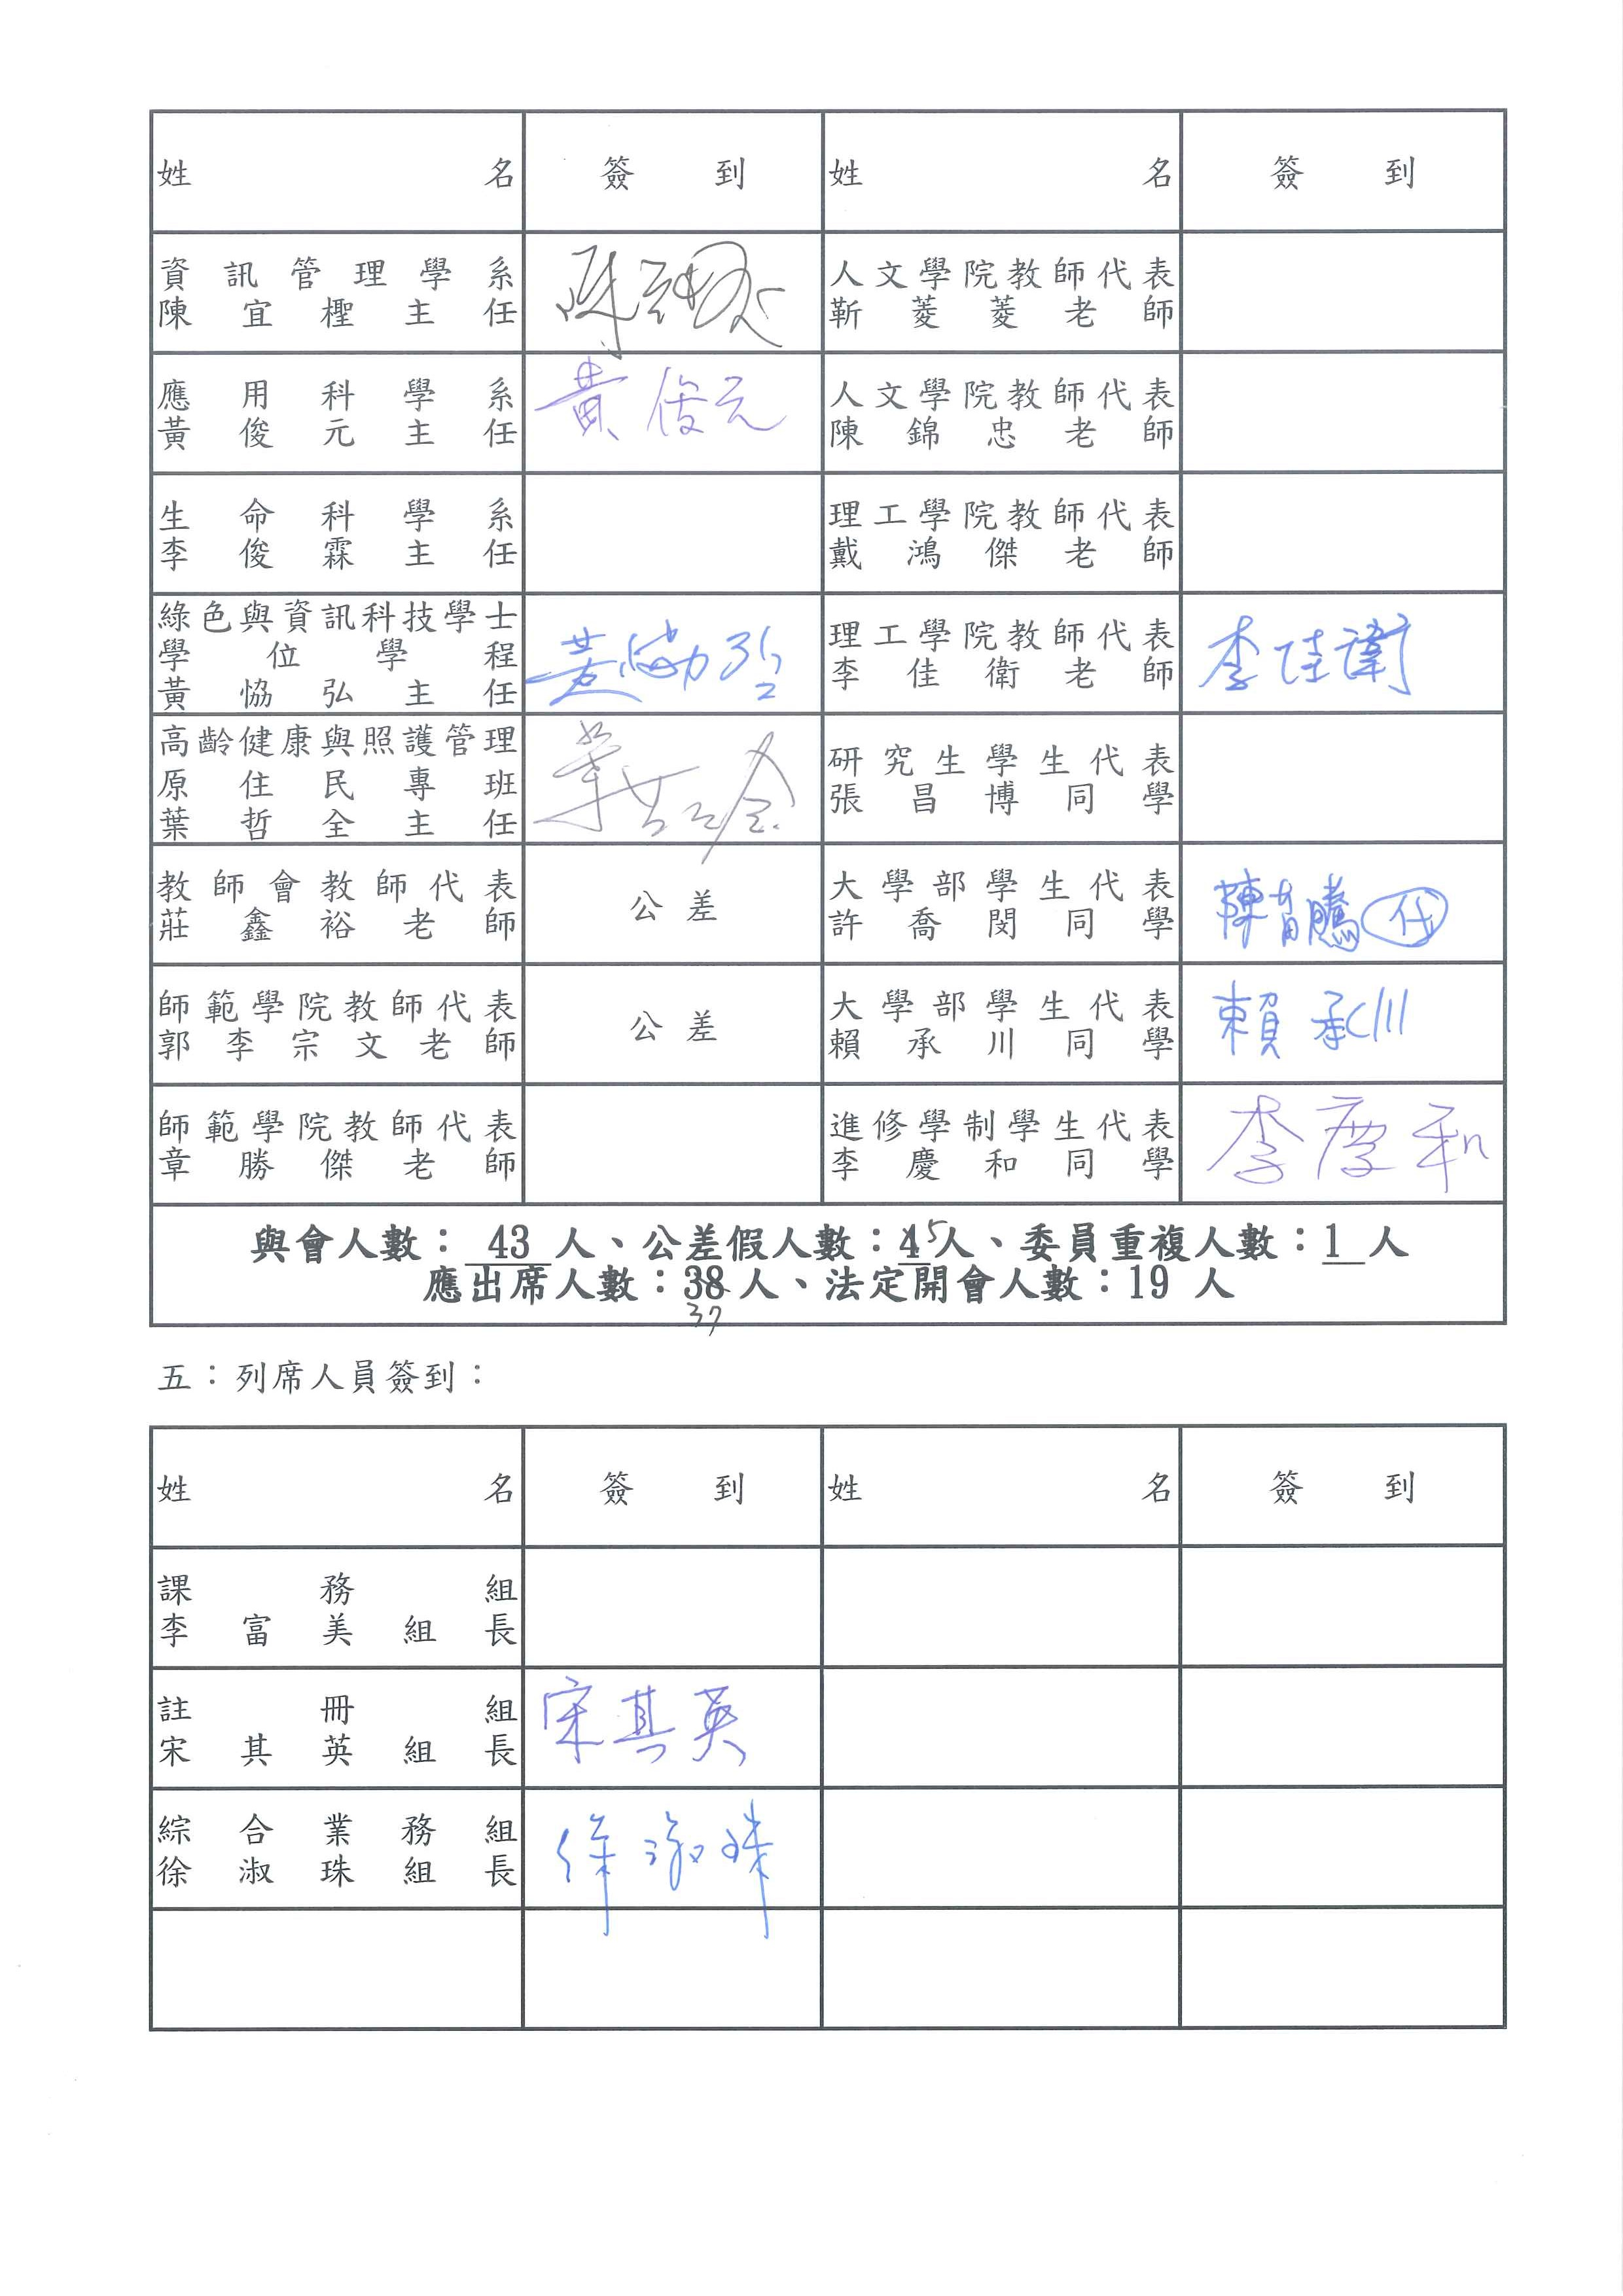 姓名 簽到 姓名 簽到
資訊管理學系
陳宜檉主任
人文學院教師代表
靳菱菱老師
應用科學系
黃俊元主任
黃俊元
人文學院教師代表
陳錦忠老師
生命科學系
李俊霖主任
理工學院教師代表
戴鴻傑老師
綠色與資訊科技學士
學位學程
黃恊弘主任
理工學院教師代表
李佳衛老師
李佳衛
高齡健康與照護管理
原住民專班
葉哲全主任
葉哲全
研究生學生代表
張昌博同學
教師會教師代表
莊鑫裕老師
公差
大學部學生代表
許喬閔同學
陳育騰 代
師範學院教師代表
郭李宗文老師
公差
大學部學生代表
賴承川同學
賴承川
師範學院教師代表
章勝傑老師
進修學制學生代表
李慶和同學
李慶和
與會人數：43人、公差假人數：4 5人、委員重複人數：1人
應出席人數：38人、法定開會人數：19人
37
五：列席人員簽到：
姓名 簽到 姓名 簽到
課務組
李富美組長
註冊組
宋其英組長
宋其英
綜合業務組
徐淑珠組長
徐淑珠